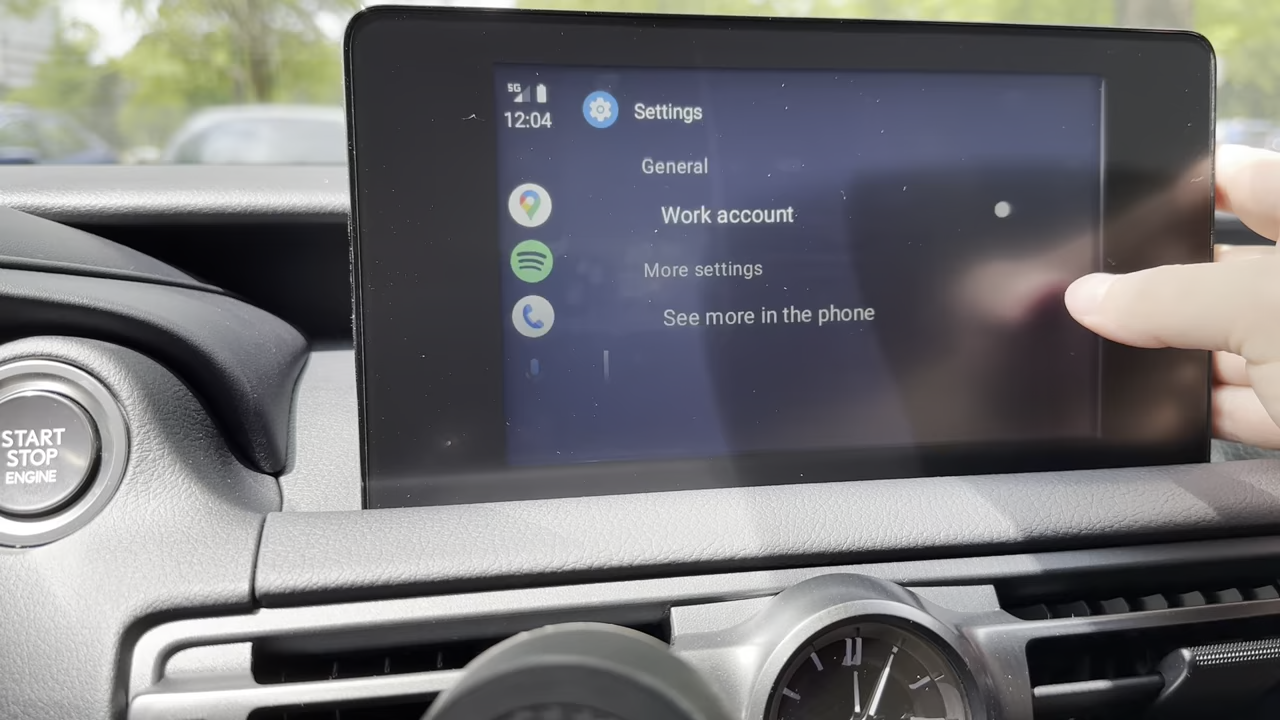 5G
12:04
Settings
General
Work account
More settings
See more in the phone
START
STOP
ENGINE